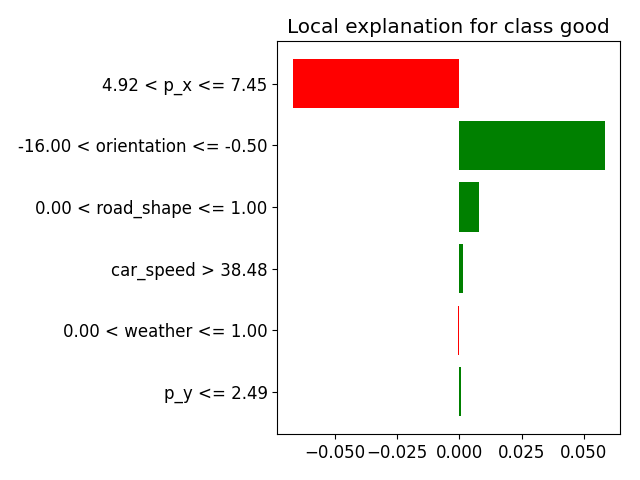 Local explanation for class good
4.92 < p_x <= 7.45
-16.00 < orientation <= -0.50
0.00 < road_shape <= 1.00
car_speed > 38.48
0.00 < weather <= 1.00
p_y <= 2.49
−0.050 −0.025 0.000 0.025 0.050